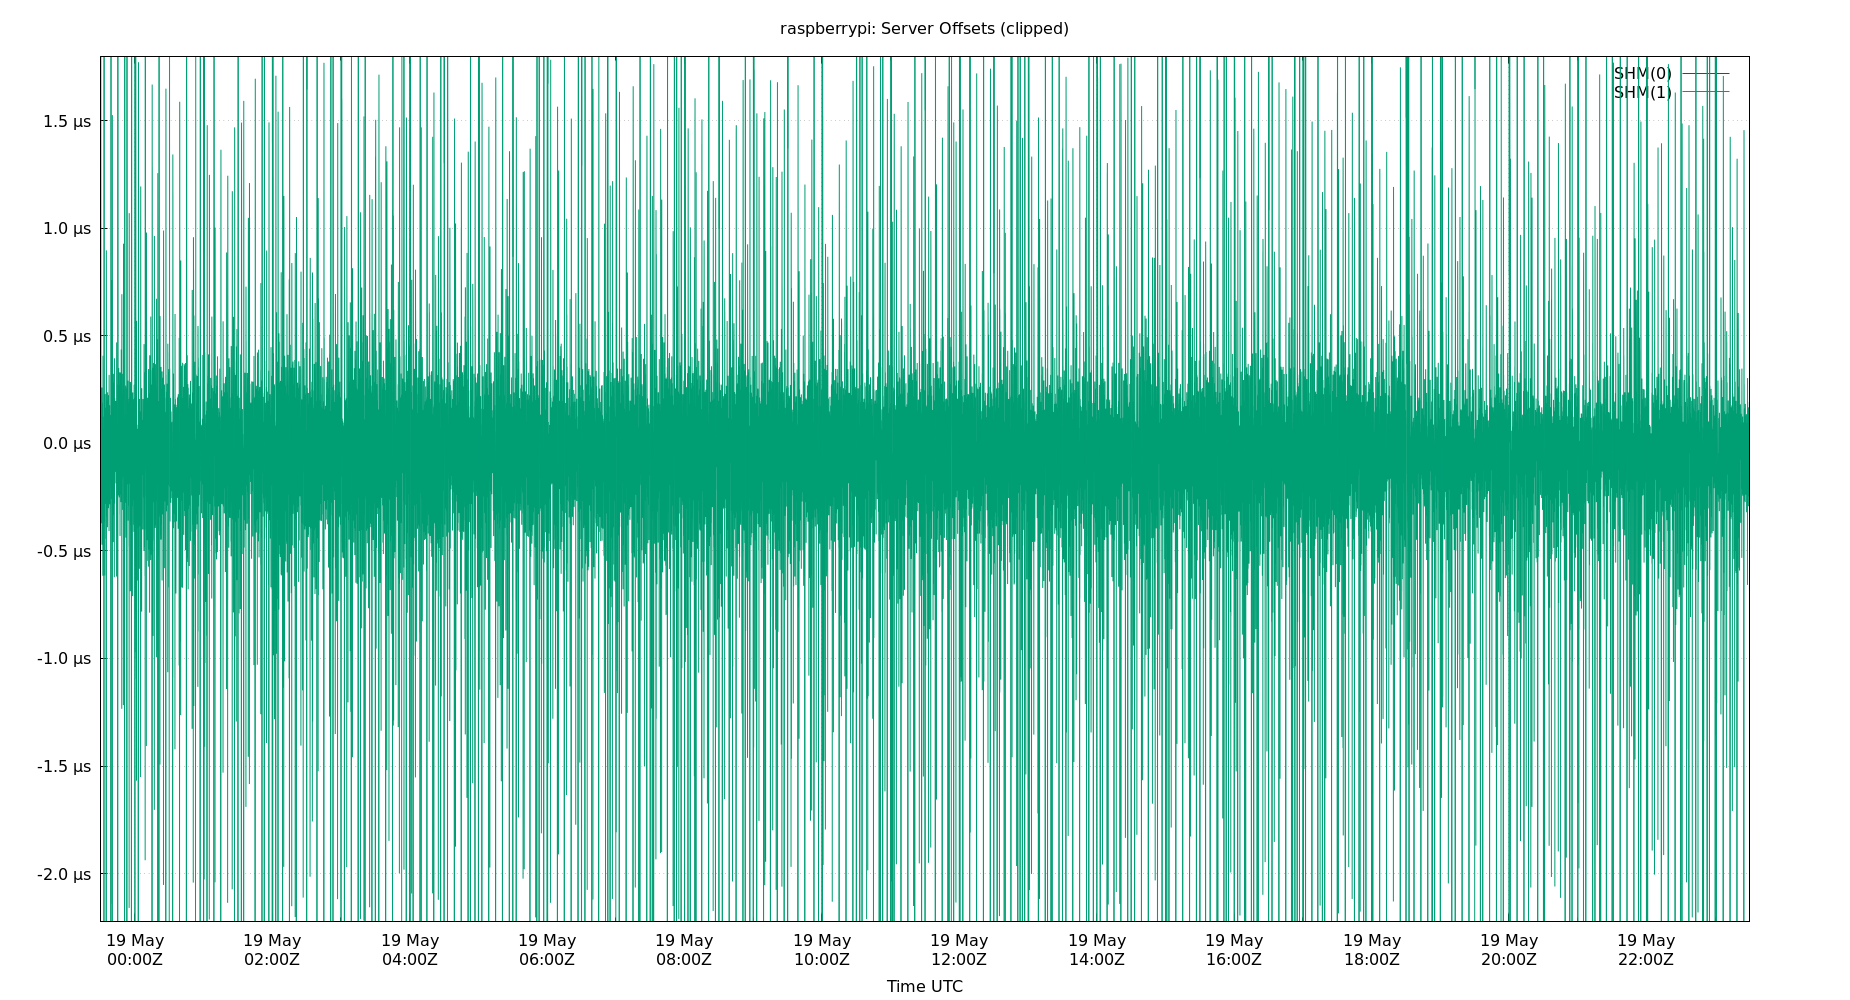 raspberrypi: Server Offsets (clipped)
SHM(0)
SHM(1)
1.5 µs
1.0 µs
0.5 µs
0.0 µs
-0.5 µs
-1.0 µs
-1.5 µs
-2.0 µs
19 May 19 May 19 May 19 May 19 May 19 May 19 May 19 May 19 May 19 May 19 May 19 May
00:00Z 02:00Z 04:00Z 06:00Z 08:00Z 10:00Z 12:00Z 14:00Z 16:00Z 18:00Z 20:00Z 22:00Z
Time UTC